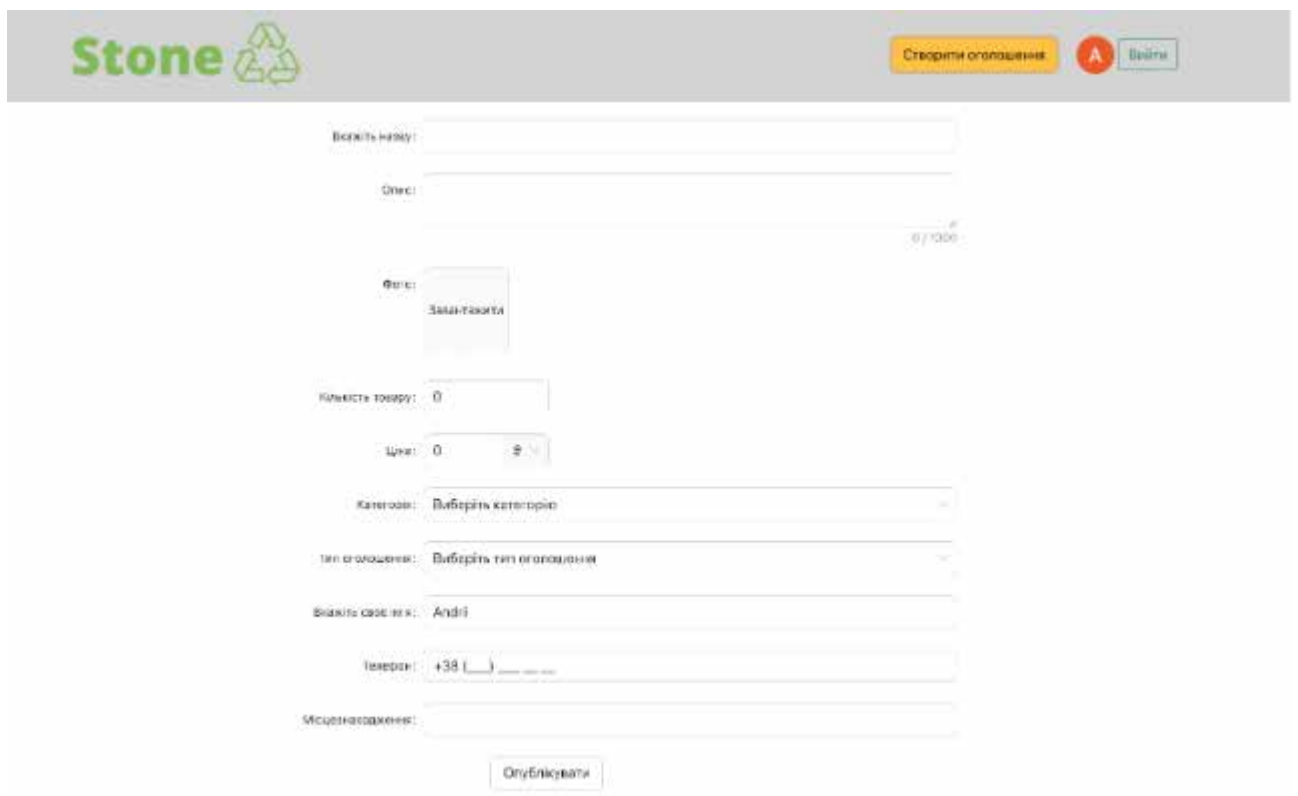 Stone
Створити оголошення
A
Вийти
Вкажіть назву:
Опис:
0 / 1000
Фото:
Завантажити
Кількість товару: 0
Ціна: 0 ₴
Категорія: Виберіть категорію
Тип оголошення: Виберіть тип оголошення
Вкажіть своє ім'я: Andrii
Телефон: +38 (___) ___ __ __
Місцезнаходження:
Опублікувати